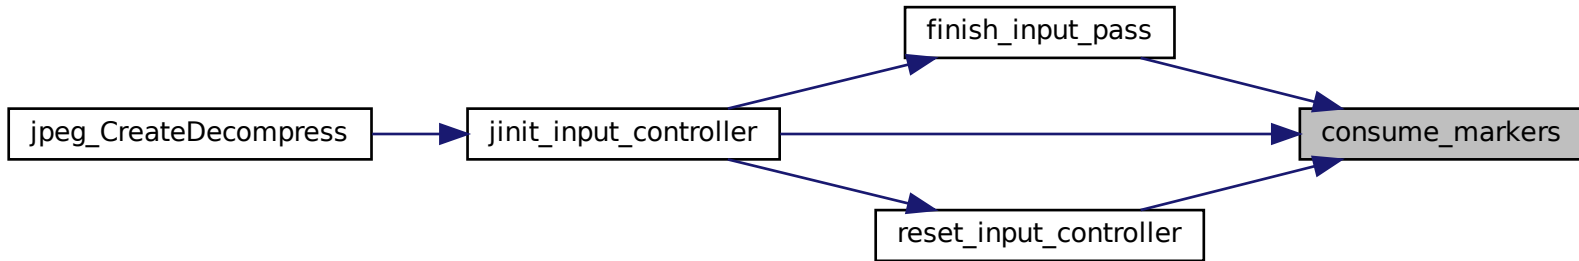 finish_input_pass
jpeg_CreateDecompress
jinit_input_controller
consume_markers
reset_input_controller